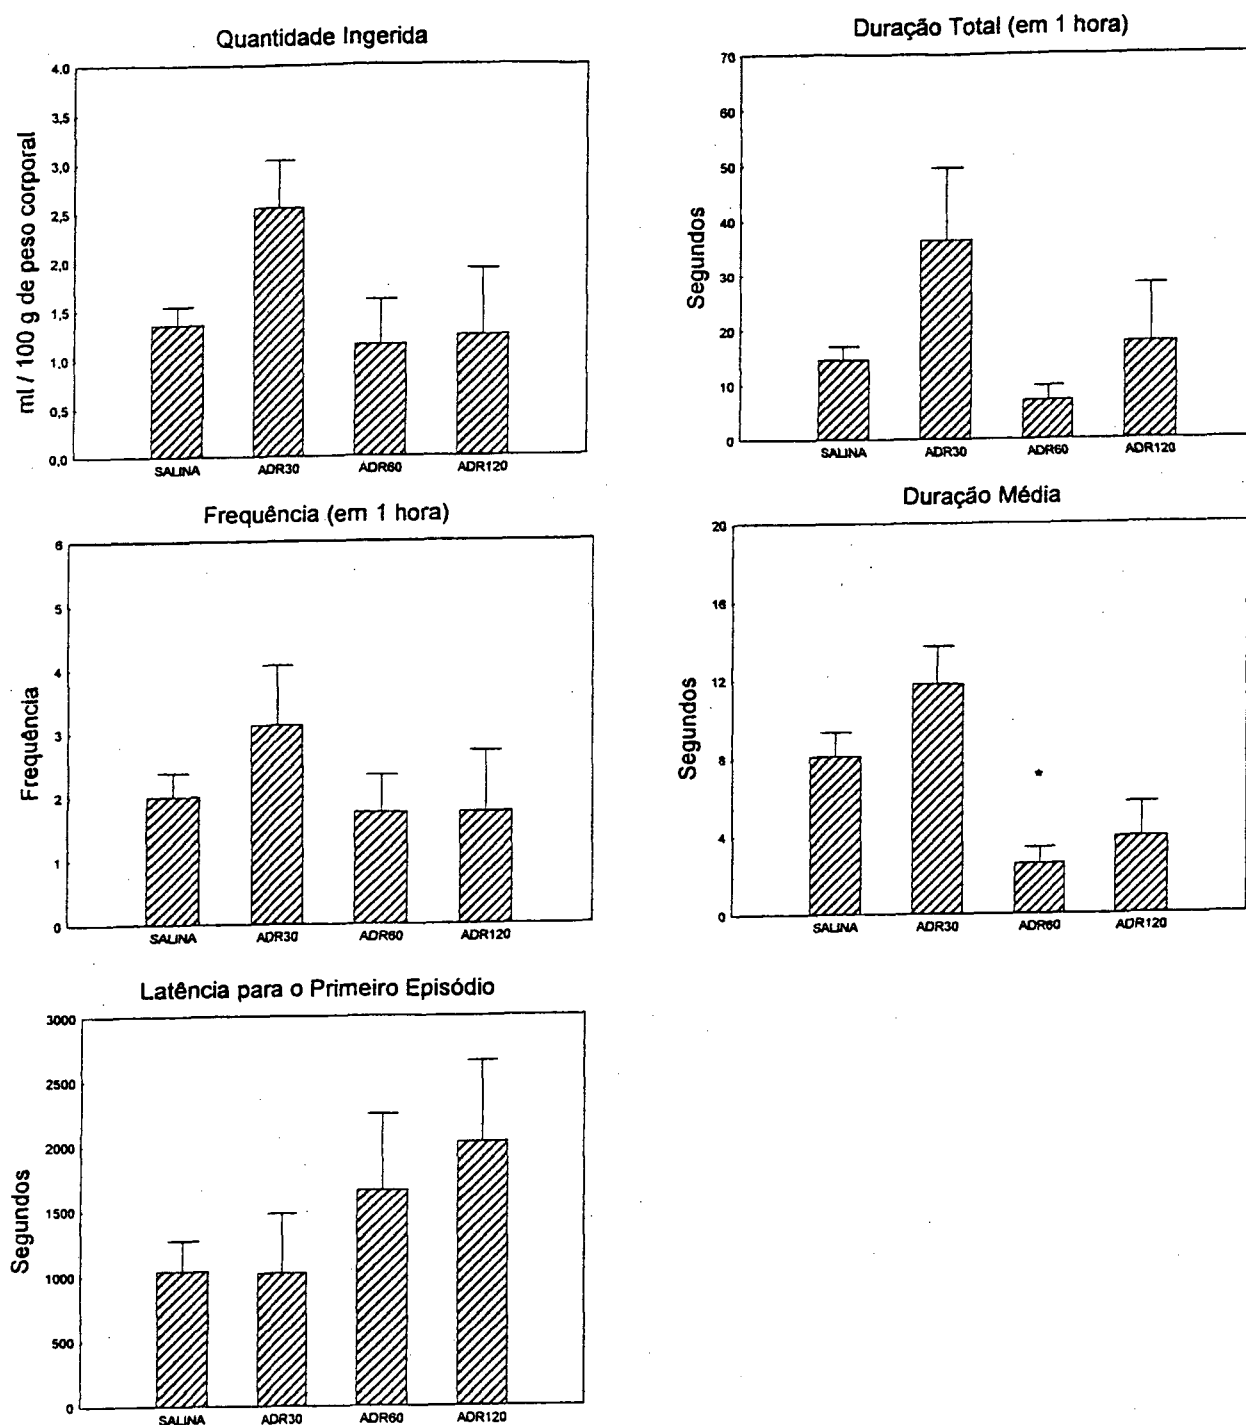 Quantidade Ingerida
ml / 100 g de peso corporal
4,0
3,5
3,0
2,5
2,0
1,5
1,0
0,5
0,0
SALINA ADR30 ADR60 ADR120
Duração Total (em 1 hora)
Segundos
70
60
50
40
30
20
10
0
SALINA ADR30 ADR60 ADR120
Frequência (em 1 hora)
Frequência
6
5
4
3
2
1
0
SALINA ADR30 ADR60 ADR120
Duração Média
Segundos
20
16
12
8
4
0
*
SALINA ADR30 ADR60 ADR120
Latência para o Primeiro Episódio
Segundos
3000
2500
2000
1500
1000
500
0
SALINA ADR30 ADR60 ADR120